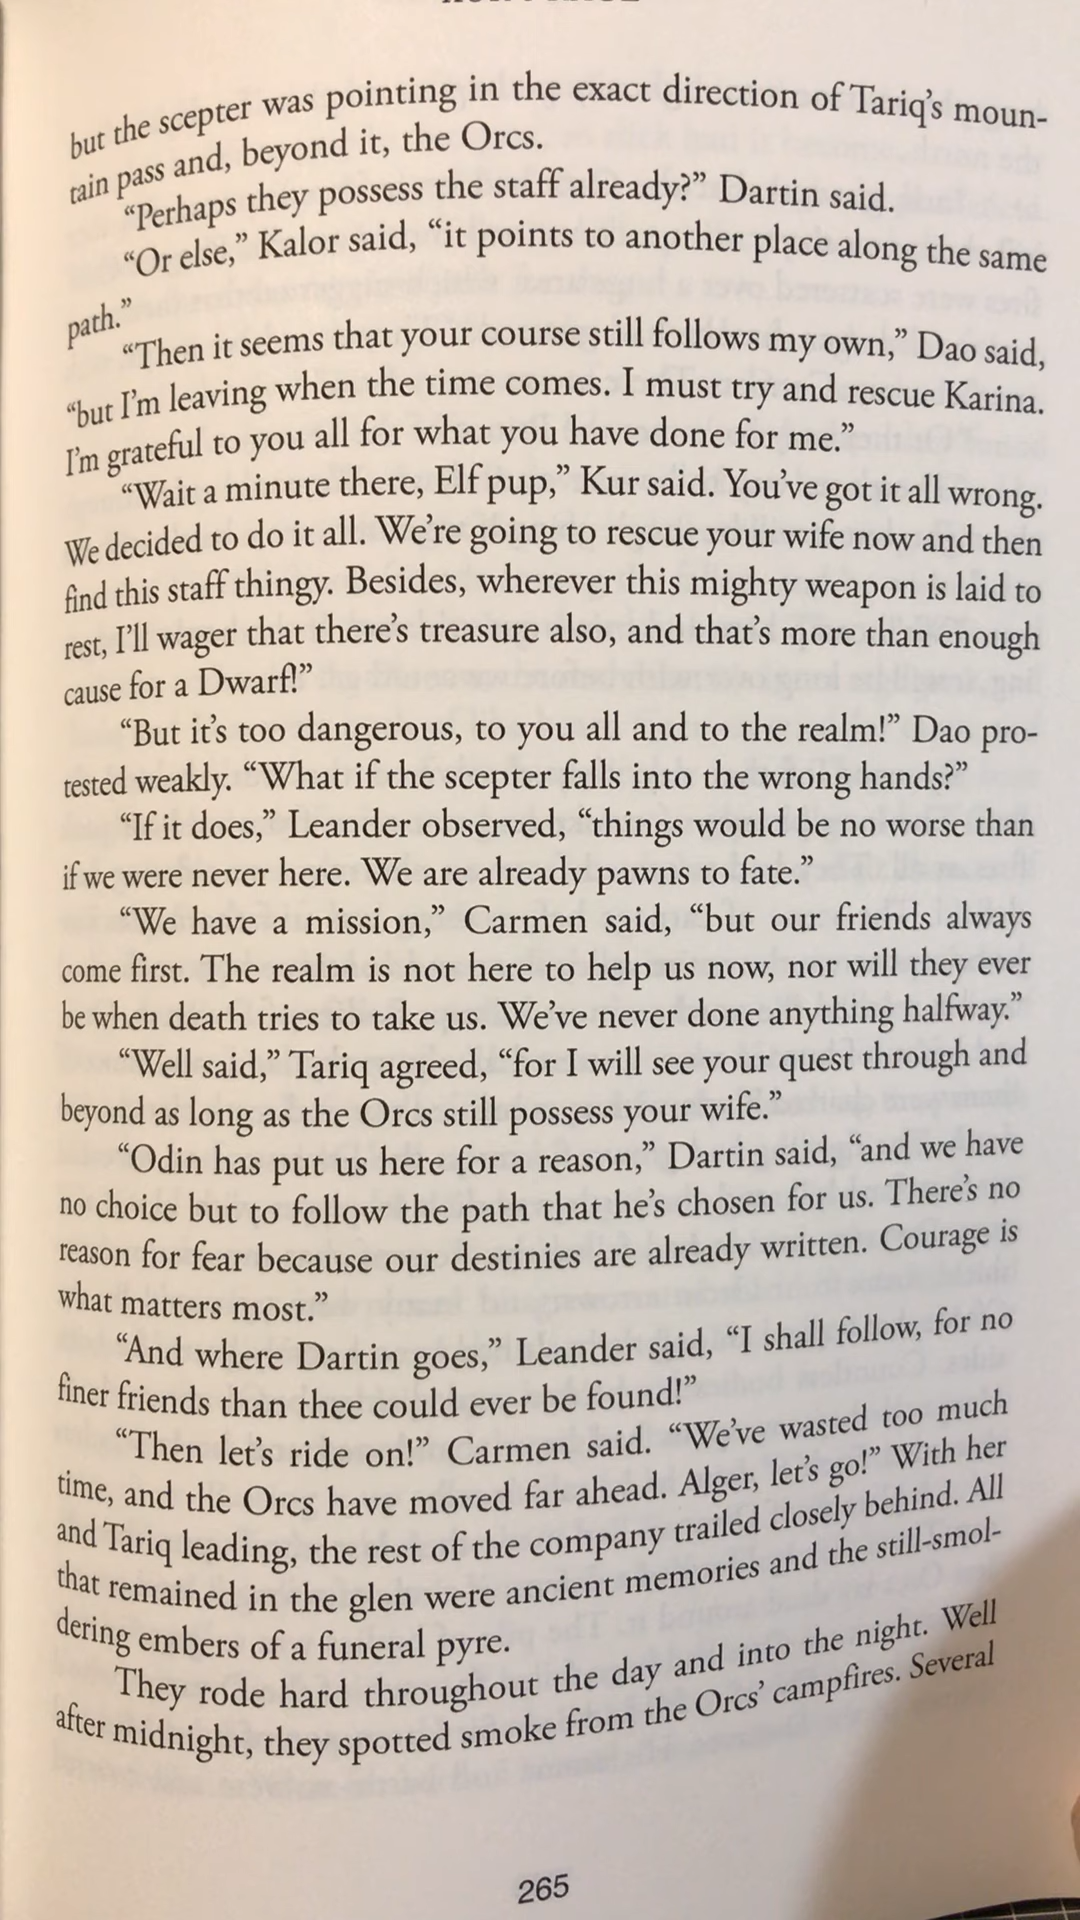 but the scepter was pointing in the exact direction of Tariq's moun-
tain pass and, beyond it, the Orcs.
“Perhaps they possess the staff already?” Dartin said.
“Or else,” Kalor said, “it points to another place along the same
path.”
“Then it seems that your course still follows my own,” Dao said,
“but I'm leaving when the time comes. I must try and rescue Karina.
I'm grateful to you all for what you have done for me.”
“Wait a minute there, Elf pup,” Kur said. You've got it all wrong.
We decided to do it all. We're going to rescue your wife now and then
find this staff thingy. Besides, wherever this mighty weapon is laid to
rest, I'll wager that there's treasure also, and that's more than enough
cause for a Dwarf!”
“But it's too dangerous, to you all and to the realm!” Dao pro-
tested weakly. “What if the scepter falls into the wrong hands?”
“If it does,” Leander observed, “things would be no worse than
if we were never here. We are already pawns to fate.”
“We have a mission,” Carmen said, “but our friends always
come first. The realm is not here to help us now, nor will they ever
be when death tries to take us. We've never done anything halfway.”
“Well said,” Tariq agreed, “for I will see your quest through and
beyond as long as the Orcs still possess your wife.”
“Odin has put us here for a reason,” Dartin said, “and we have
no choice but to follow the path that he's chosen for us. There's no
reason for fear because our destinies are already written. Courage is
what matters most.”
“And where Dartin goes,” Leander said, “I shall follow, for no
finer friends than thee could ever be found!”
“Then let's ride on!” Carmen said. “We've wasted too much
time, and the Orcs have moved far ahead. Alger, let's go!” With her
and Tariq leading, the rest of the company trailed closely behind. All
that remained in the glen were ancient memories and the still-smol-
dering embers of a funeral pyre.
They rode hard throughout the day and into the night. Well
after midnight, they spotted smoke from the Orcs' campfires. Several
265